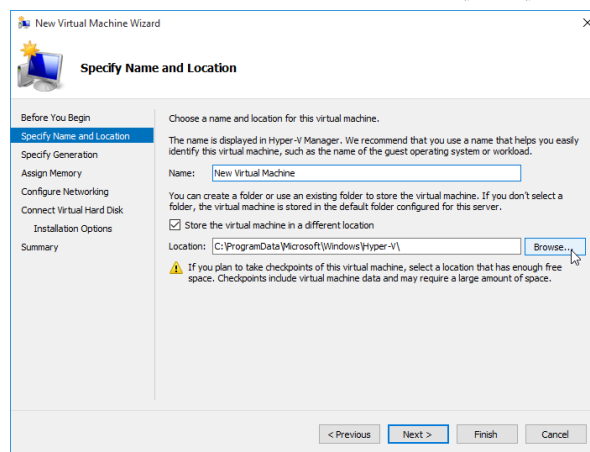 New Virtual Machine Wizard
Specify Name and Location
Before You Begin
Specify Name and Location
Specify Generation
Assign Memory
Configure Networking
Connect Virtual Hard Disk
Installation Options
Summary
Choose a name and location for this virtual machine.
The name is displayed in Hyper-V Manager. We recommend that you use a name that helps you easily
identify this virtual machine, such as the name of the guest operating system or workload.
Name: New Virtual Machine
You can create a folder or use an existing folder to store the virtual machine. If you don't select a
folder, the virtual machine is stored in the default folder configured for this server.
Store the virtual machine in a different location
Location: C:\ProgramData\Microsoft\Windows\Hyper-V\ Browse...
If you plan to take checkpoints of this virtual machine, select a location that has enough free
space. Checkpoints include virtual machine data and may require a large amount of space.
< Previous Next > Finish Cancel